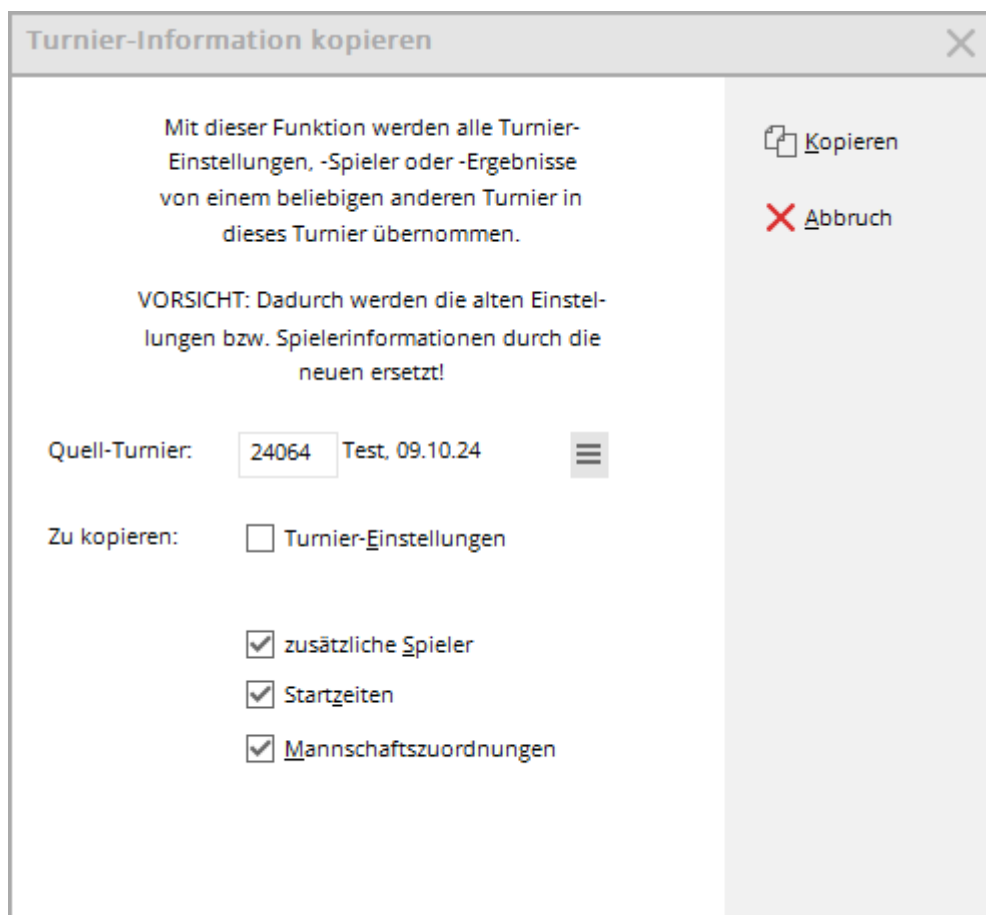 Turnier-Information kopieren
Mit dieser Funktion werden alle Turnier-
Einstellungen, -Spieler oder -Ergebnisse
von einem beliebigen anderen Turnier in
dieses Turnier übernommen.
VORSICHT: Dadurch werden die alten Einstel-
lungen bzw. Spielerinformationen durch die
neuen ersetzt!
Quell-Turnier: 24064 Test, 09.10.24
Zu kopieren: Turnier-Einstellungen
zusätzliche Spieler
Startzeiten
Mannschaftszuordnungen
Kopieren
Abbruch